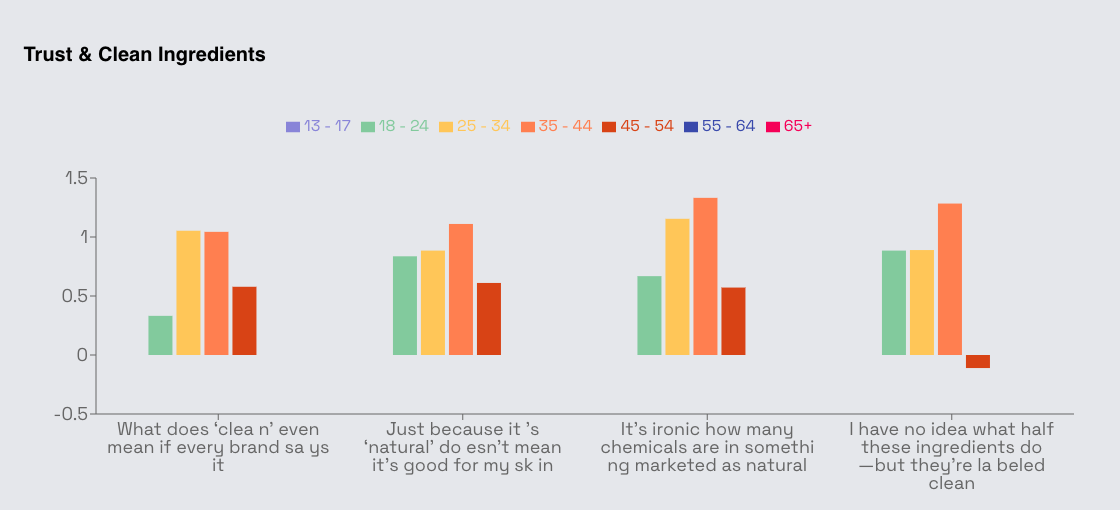 Trust & Clean Ingredients
13 - 17 18 - 24 25 - 34 35 - 44 45 - 54 55 - 64 65+
1.5
1
0.5
0
-0.5
What does ‘clea n’ even
mean if every brand sa ys
it
Just because it ’s
‘natural’ do esn’t mean
it’s good for my sk in
It’s ironic how many
chemicals are in somethi
ng marketed as natural
I have no idea what half
these ingredients do
—but they’re la beled
clean